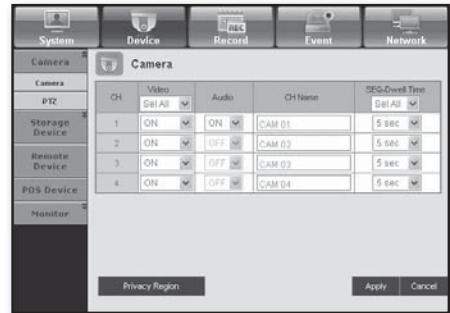 System Device Record Event Network
REC
Camera
Camera
PTZ
Storage
Device
Remote
Device
POS Device
Monitor
Camera
CH Video Audio CH Name SEQ-Dwell Time
Sel All Sel All
1 ON ON CAM 01 5 sec
2 ON OFF CAM 02 5 sec
3 ON OFF CAM 03 5 sec
4 ON OFF CAM 04 5 sec
Privacy Region Apply Cancel